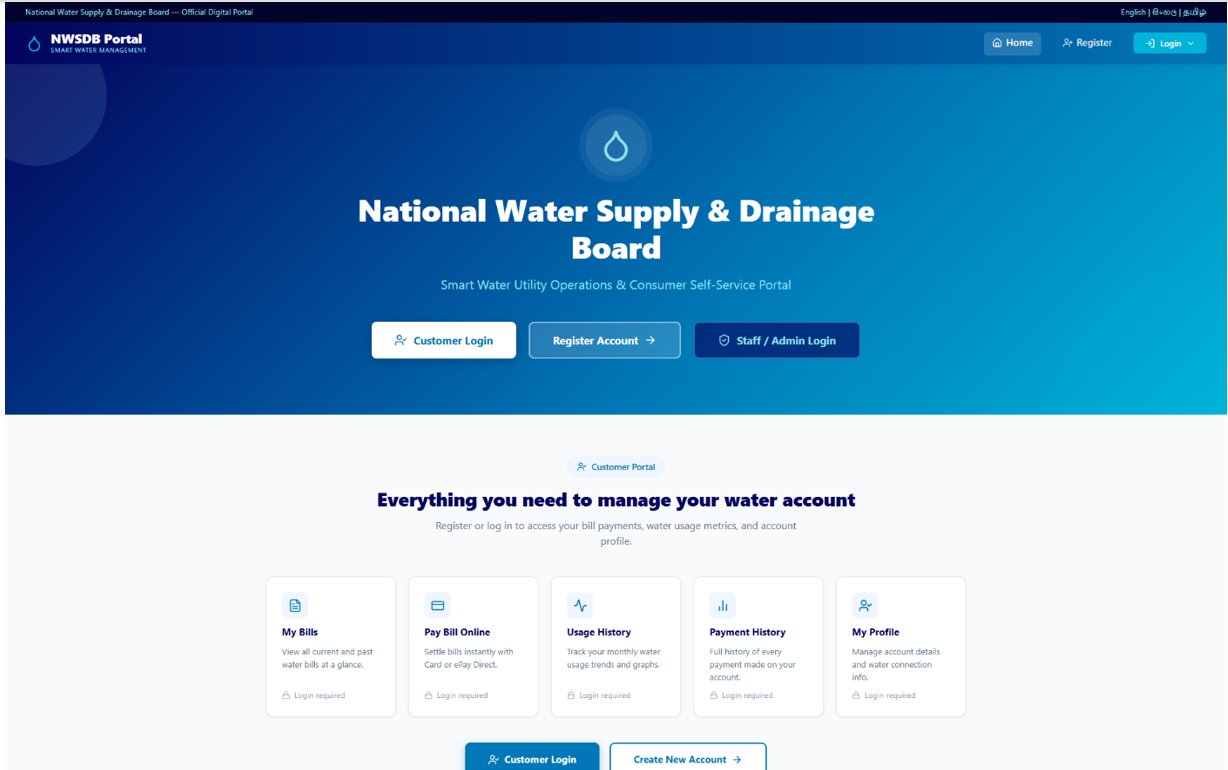 National Water Supply & Drainage Board — Official Digital Portal
English | සිංහල | தமிழ்
NWSDB Portal
SMART WATER MANAGEMENT
Home
Register
Login
National Water Supply & Drainage
Board
Smart Water Utility Operations & Consumer Self-Service Portal
Customer Login
Register Account
Staff / Admin Login
Customer Portal
Everything you need to manage your water account
Register or log in to access your bill payments, water usage metrics, and account
profile.
My Bills
View all current and past
water bills at a glance.
Login required
Pay Bill Online
Settle bills instantly with
Card or ePay Direct.
Login required
Usage History
Track your monthly water
usage trends and graphs.
Login required
Payment History
Full history of every
payment made on your
account.
Login required
My Profile
Manage account details
and water connection
info.
Login required
Customer Login
Create New Account